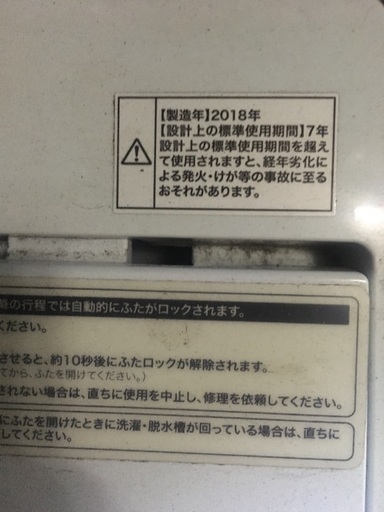 【製造年】2018年
【設計上の標準使用期間】7年
設計上の標準使用期間を超え
て使用されますと、経年劣化に
よる発火・けが等の事故に至る
おそれがあります。
の行程では自動的にふたがロックされます。
ください。
させると、約10秒後にふたロックが解除されます。
てから、ふたを開けてください。）
されない場合は、直ちに使用を中止し、修理を依頼してください。
にふたを開けたときに洗濯・脱水槽が回っている場合は、直ちに
してください。